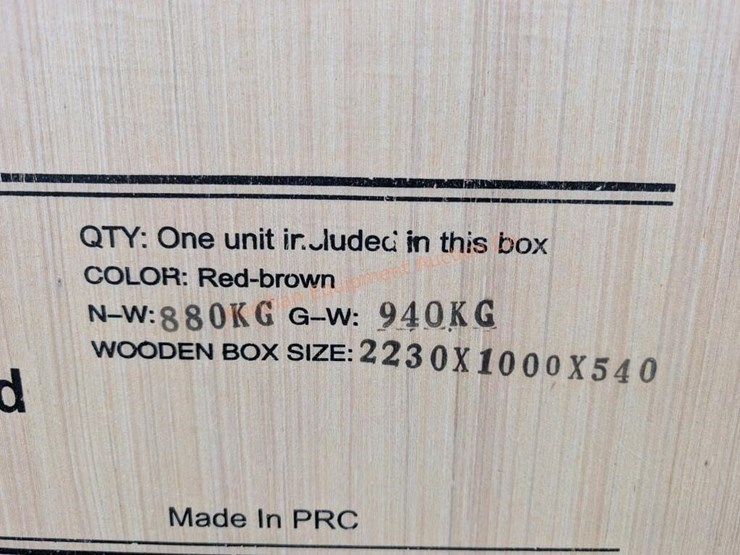 QTY: One unit included in this box
COLOR: Red-brown
N-W: 880KG G-W: 940KG
WOODEN BOX SIZE: 2230X1000X540
d
Made In PRC